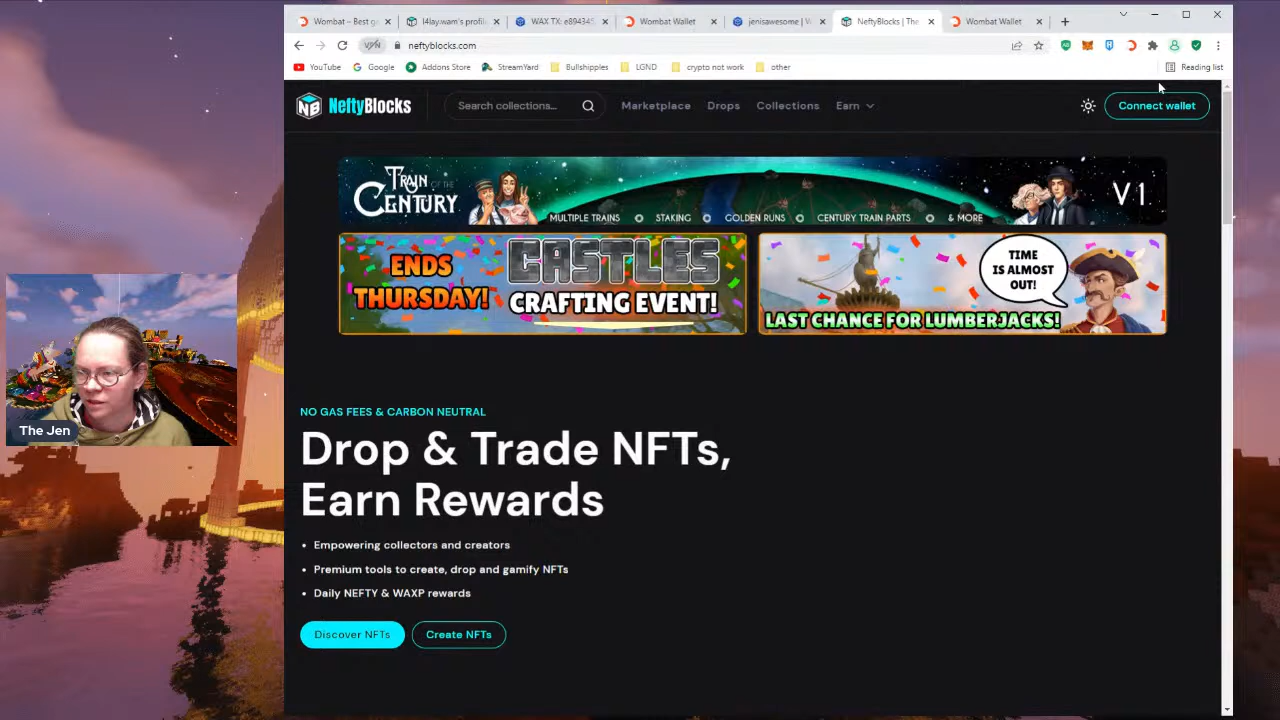 Wombat – Best g
l4lay.wam's profil
WAX TX: e89434
Wombat Wallet
jenisawesome | W
NeftyBlocks | The
Wombat Wallet
VPN
neftyblocks.com
YouTube
Google
Addons Store
StreamYard
Bullshipples
LGND
crypto not work
other
Reading list
NB NeftyBlocks
Search collections...
Marketplace
Drops
Collections
Earn
Connect wallet
TRAIN OF THE CENTURY
MULTIPLE TRAINS
STAKING
GOLDEN RUNS
CENTURY TRAIN PARTS
& MORE
V1
ENDS THURSDAY!
CASTLES
CRAFTING EVENT!
TIME
IS ALMOST
OUT!
LAST CHANCE FOR LUMBERJACKS!
The Jen
NO GAS FEES & CARBON NEUTRAL
Drop & Trade NFTs,
Earn Rewards
• Empowering collectors and creators
• Premium tools to create, drop and gamify NFTs
• Daily NEFTY & WAXP rewards
Discover NFTs
Create NFTs